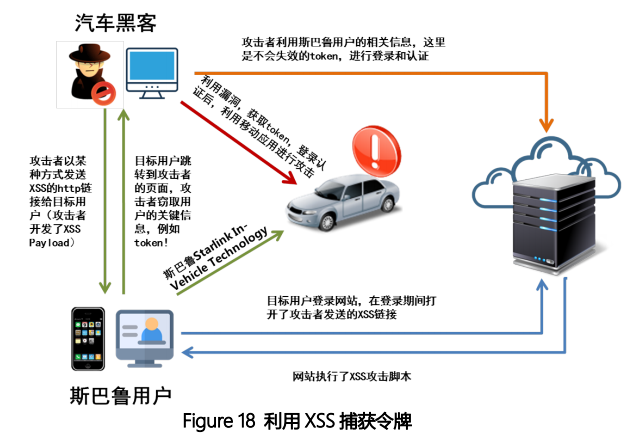 汽车黑客
攻击者利用斯巴鲁用户的相关信息，这里
是不会失效的token，进行登录和认证
利用漏洞，获取token，登录认
证后，利用移动应用进行攻击
攻击者以某
种方式发送
XSS的http链
接给目标用
户（攻击者
开发了XSS
Payload）
目标用户跳
转到攻击者
的页面，攻
击者窃取用
户的关键信
息，例如
token！
斯巴鲁Starlink In-
Vehicle Technology
目标用户登录网站，在登录期间打
开了攻击者发送的XSS链接
网站执行了XSS攻击脚本
斯巴鲁用户
Figure 18 利用 XSS 捕获令牌